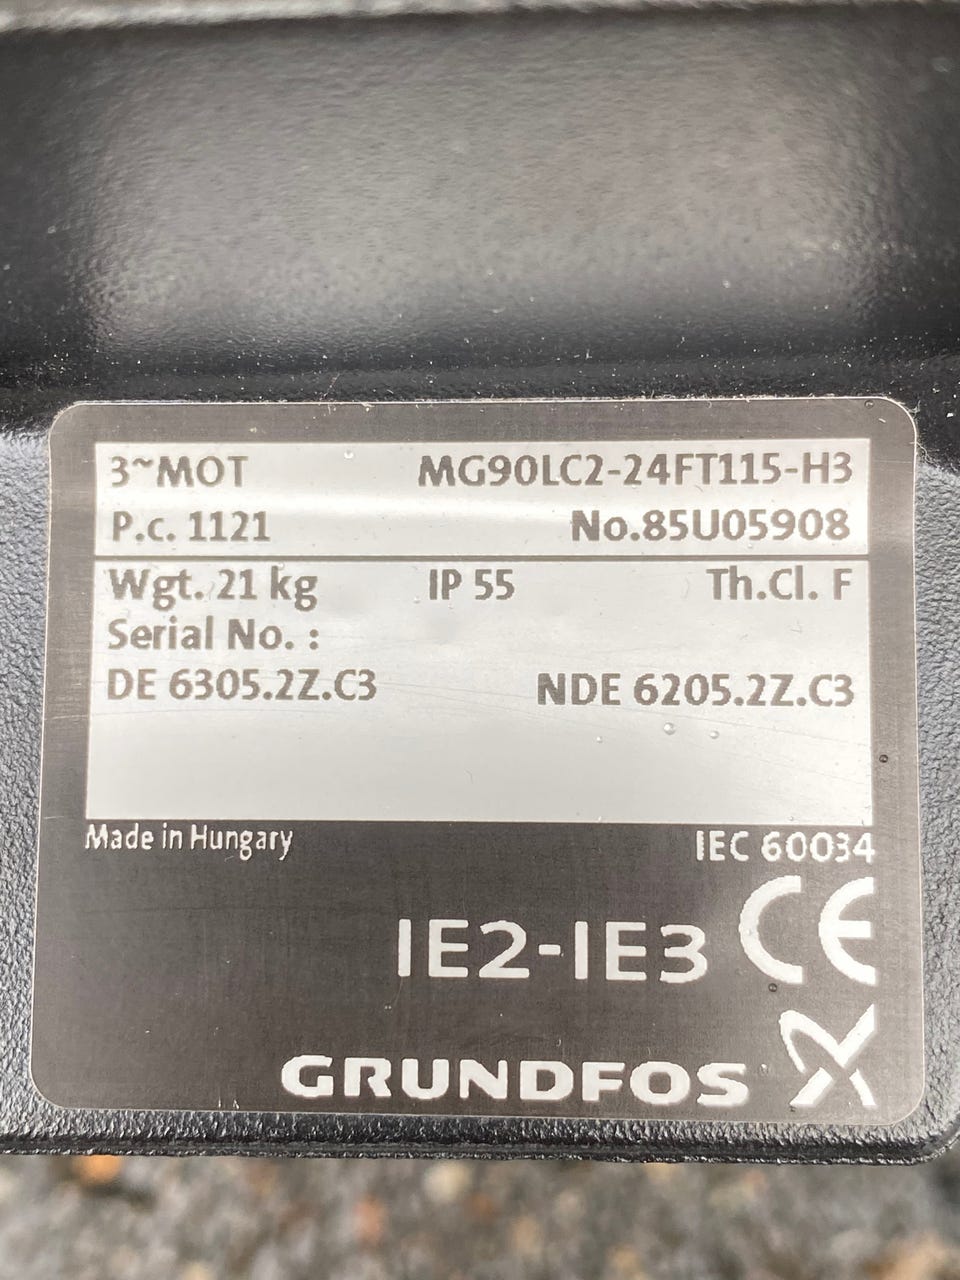 3~MOT MG90LC2-24FT115-H3
P.c. 1121 No.85U05908
Wgt. 21 kg IP 55 Th.Cl. F
Serial No. :
DE 6305.2Z.C3 NDE 6205.2Z.C3
Made in Hungary IEC 60034
IE2-IE3 CE
GRUNDFOS